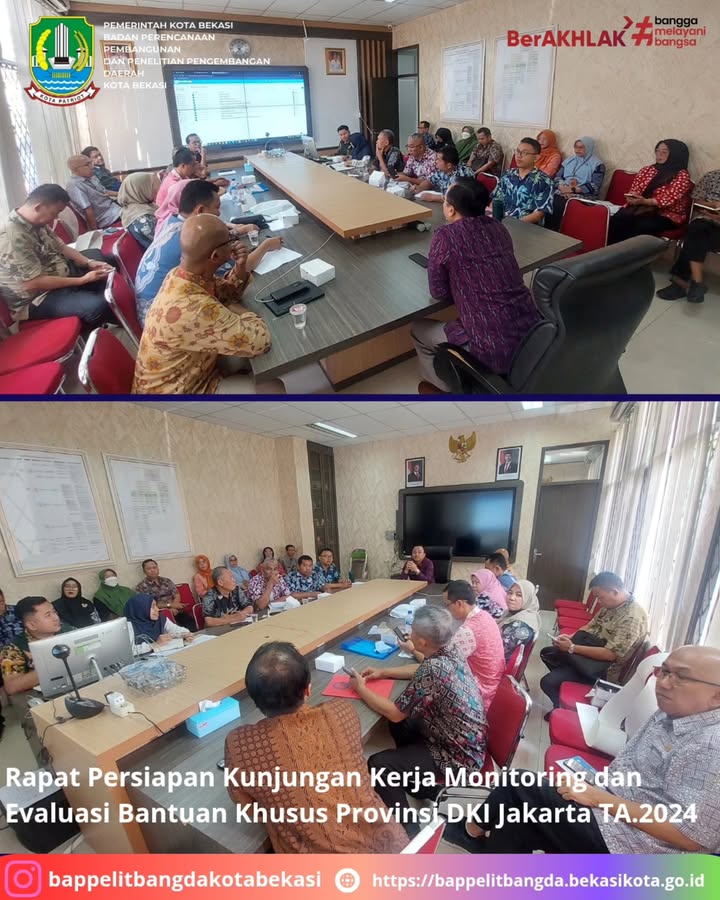 PEMERINTAH KOTA BEKASI
BADAN PERENCANAAN
PEMBANGUNAN
DAN PENELITIAN PENGEMBANGAN
DAERAH
KOTA BEKASI
KOTA PATRIOT
BerAKHLAK
#bangga
melayani
bangsa
Rapat Persiapan Kunjungan Kerja Monitoring dan
Evaluasi Bantuan Khusus Provinsi DKI Jakarta TA.2024
bappelitbangdakotabekasi
https://bappelitbangda.bekasikota.go.id